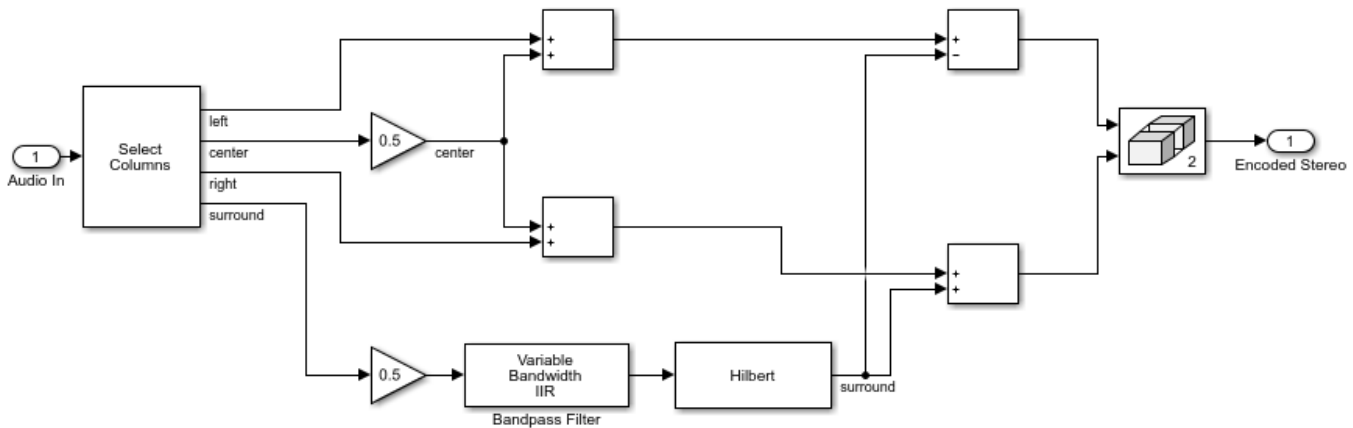 +
+
+
−
left
Select
Columns
0.5
1
Audio In
center
center
right
surround
+
+
2
1
Encoded Stereo
+
+
0.5
Variable
Bandwidth
IIR
Bandpass Filter
Hilbert
surround